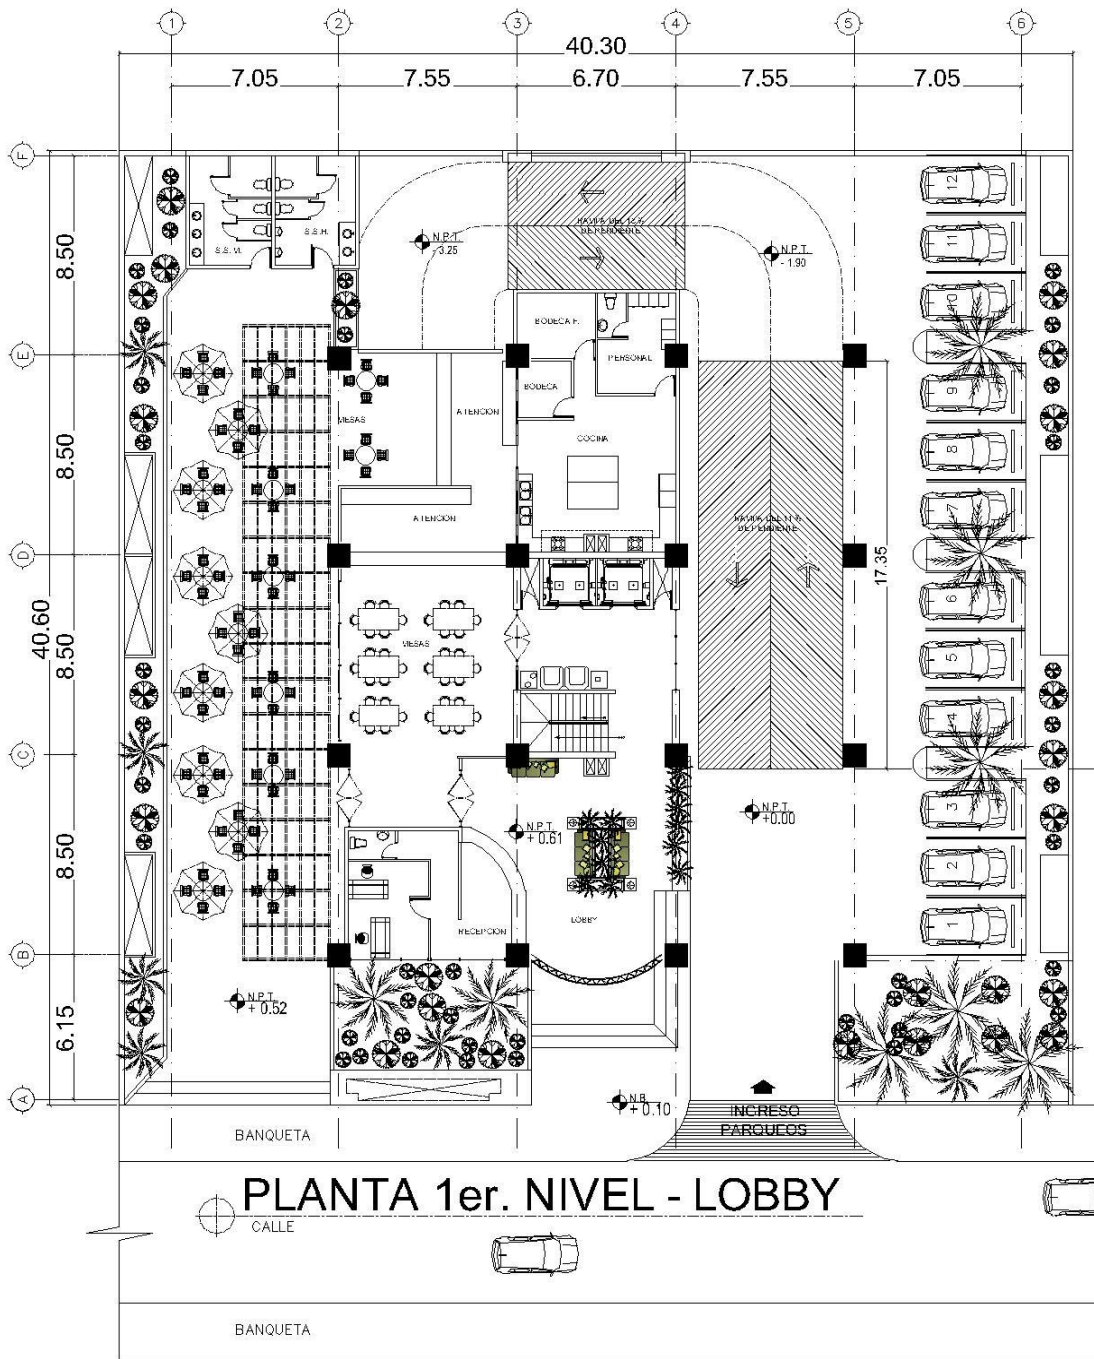 1 2 3 4 5 6
40.30
7.05 7.55 6.70 7.55 7.05
F
E
D
C
B
A
8.50
8.50
8.50
8.50
6.15
40.60
S.S.M.
S.S.H.
N.P.T.
- 3.25
RAMPA DEL 13 %
DE PENDIENTE
N.P.T.
- 1.90
12
11
10
9
8
7
6
5
4
3
2
1
BODEGA F.
PERSONAL
BODEGA
MESAS
ATENCION
COCINA
ATENCION
DE PENDIENTE
17.35
MESAS
N.P.T.
+0.00
N.P.T.
+ 0.61
LOBBY
RECEPCION
N.P.T.
+ 0.52
N.B.
+ 0.10
INGRESO
PARQUEOS
BANQUETA
PLANTA 1er. NIVEL - LOBBY
CALLE
BANQUETA